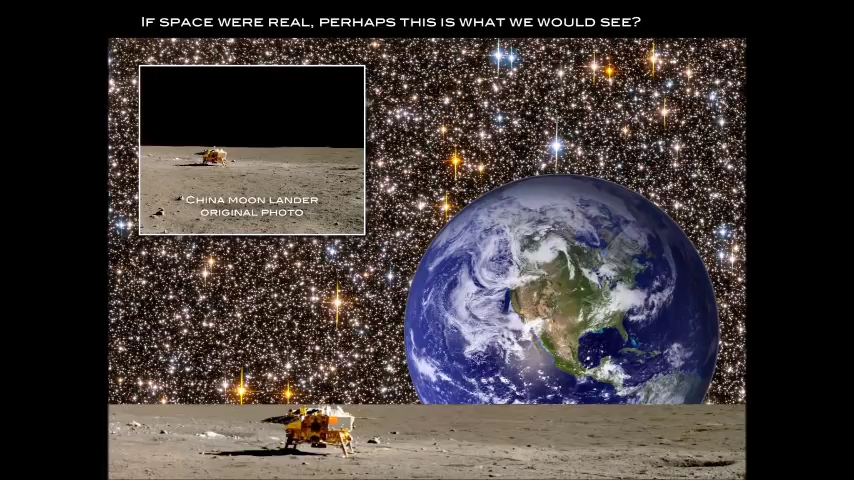 If space were real, perhaps this is what we would see?
*China moon lander
original photo